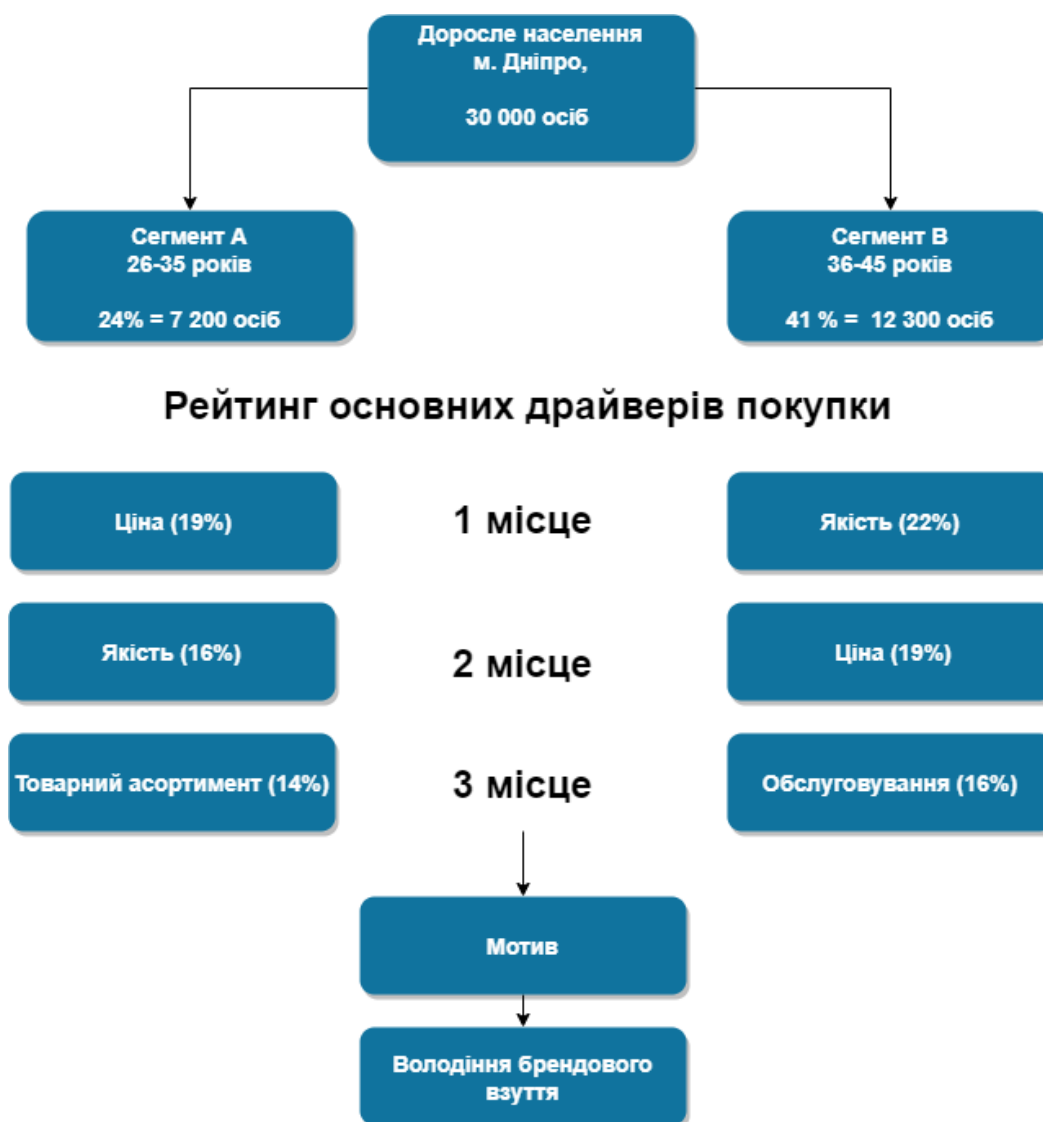 Доросле населення
м. Дніпро,
30 000 осіб
Сегмент А
26-35 років
24% = 7 200 осіб
Сегмент В
36-45 років
41 % = 12 300 осіб
Рейтинг основних драйверів покупки
Ціна (19%)
1 місце
Якість (22%)
Якість (16%)
2 місце
Ціна (19%)
Товарний асортимент (14%)
3 місце
Обслуговування (16%)
Мотив
Володіння брендового
взуття